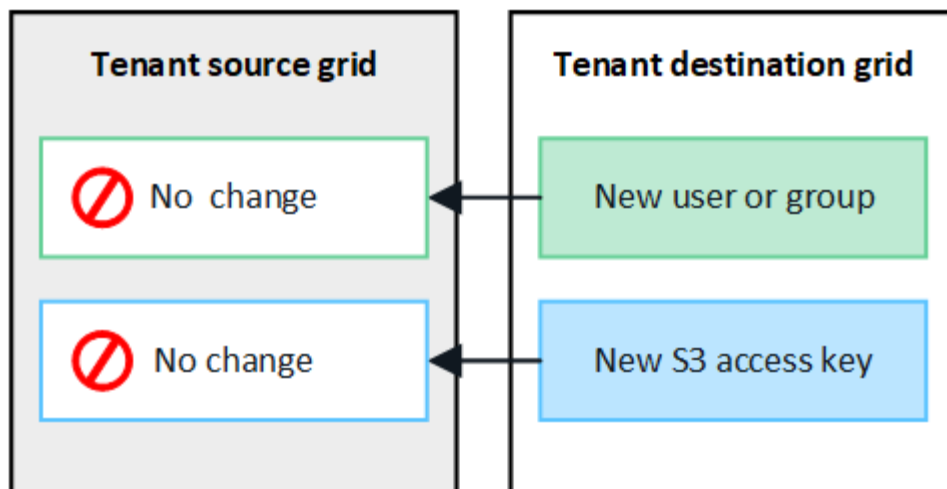 Tenant source grid
Tenant destination grid
No change
New user or group
No change
New S3 access key